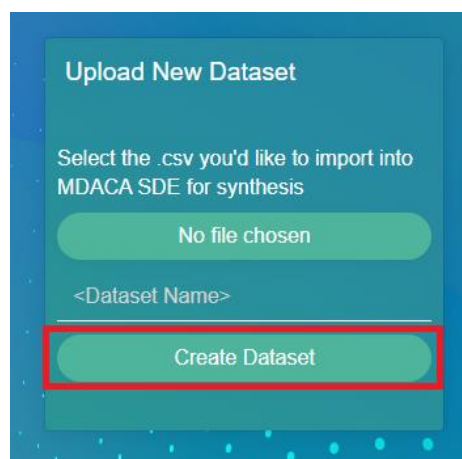 Upload New Dataset
Select the .csv you'd like to import into
MDACA SDE for synthesis
No file chosen
<Dataset Name>
Create Dataset